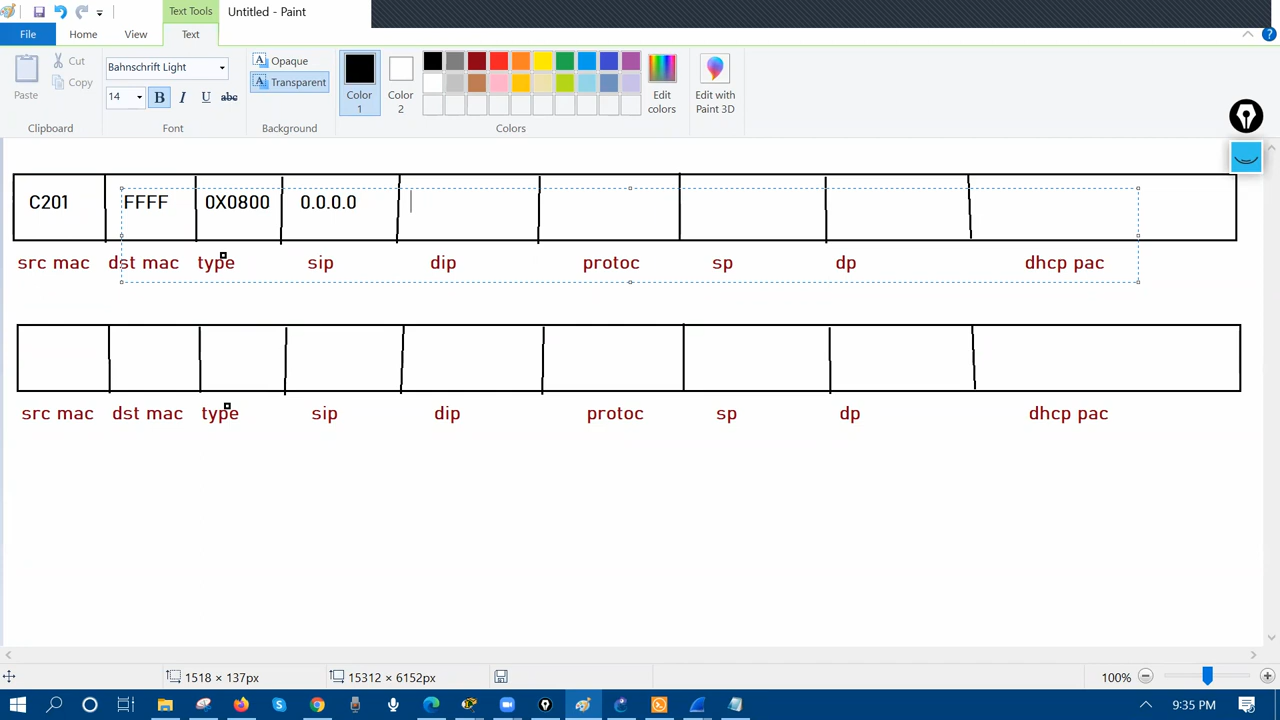 Text Tools
Untitled - Paint
File
Home
View
Text
Paste
Cut
Copy
Clipboard
Bahnschrift Light
14
B
I
U
abc
Font
A
Opaque
A
Transparent
Background
Color
1
Color
2
Edit
colors
Edit with
Paint 3D
Colors
C201
FFFF
0X0800
0.0.0.0
src mac
dst mac
type
sip
dip
protoc
sp
dp
dhcp pac
src mac
dst mac
type
sip
dip
protoc
sp
dp
dhcp pac
1518 × 137px
15312 × 6152px
100%
9:35 PM